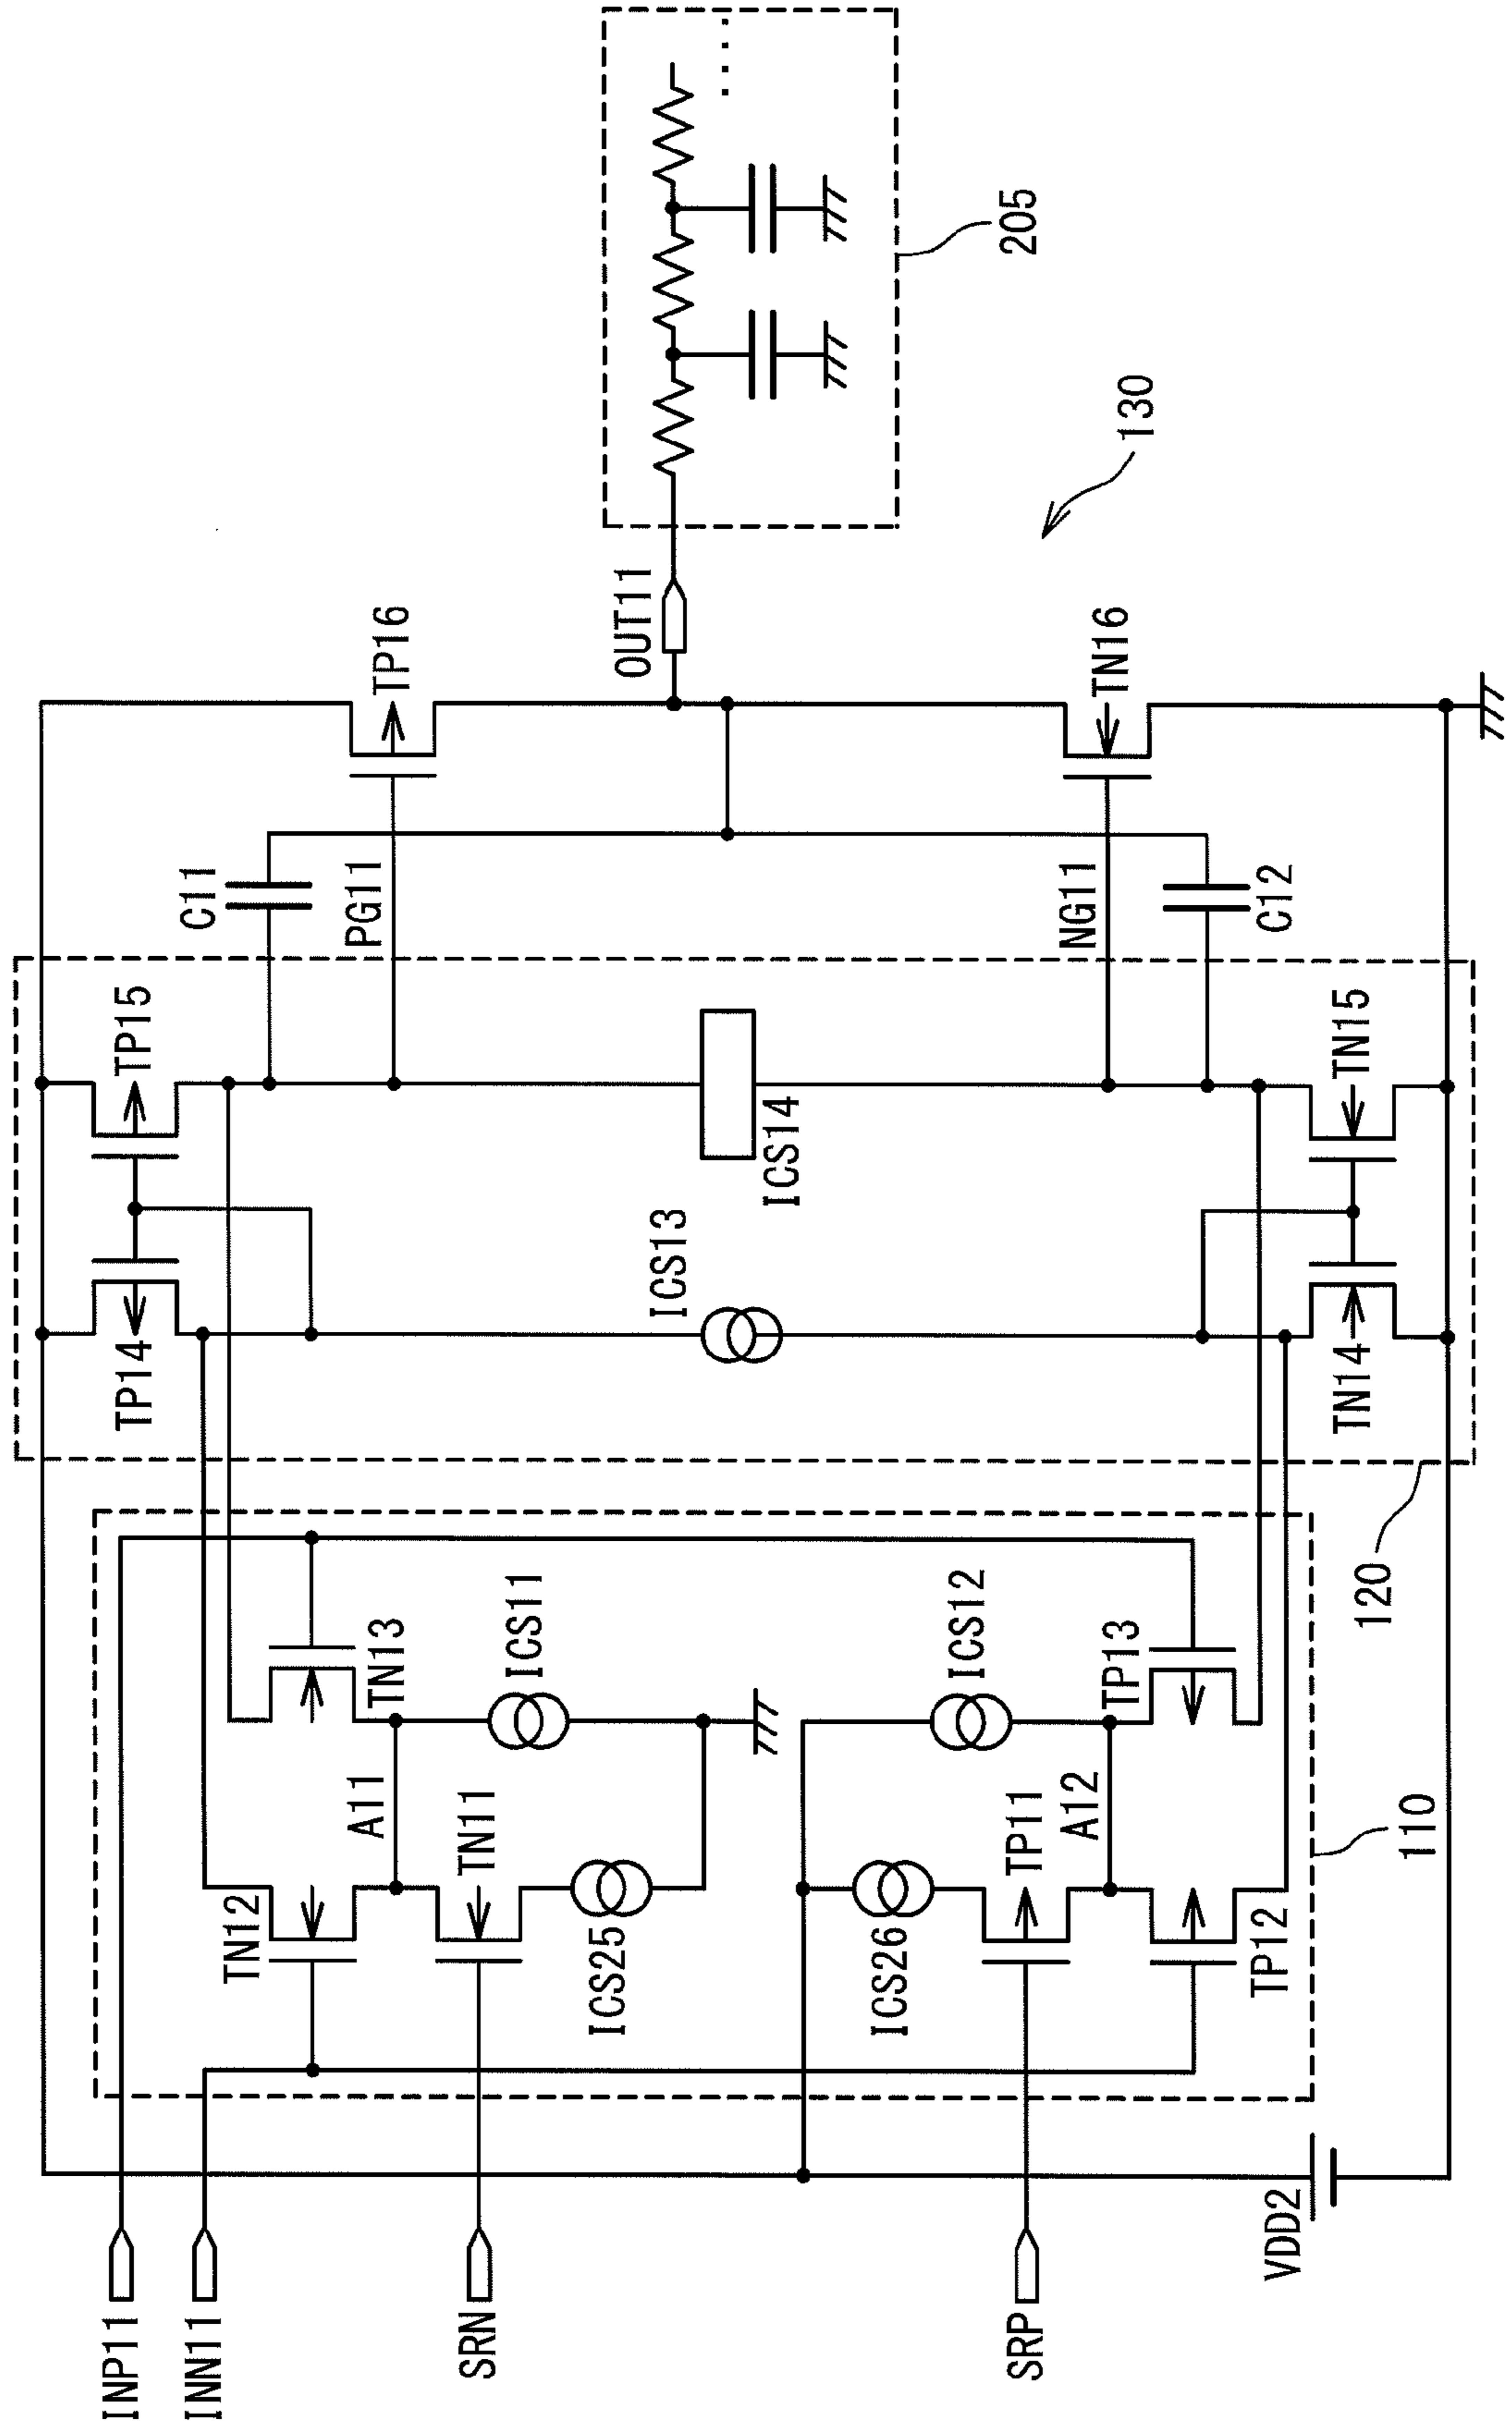 INP11
INN11
SRN
SRP
VDD2
TN12
A11
TN13
TN11
ICS25
ICS11
ICS26
ICS12
TP11
A12
TP13
TP12
110
120
TP14
TP15
ICS13
ICS14
TN14
TN15
C11
PG11
NG11
C12
TP16
OUT11
TN16
130
205